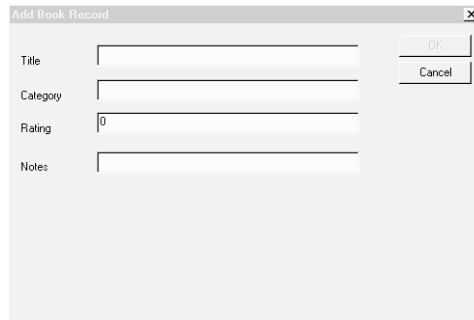 Add Book Record
Title
OK
Cancel
Category
Rating 0
Notes